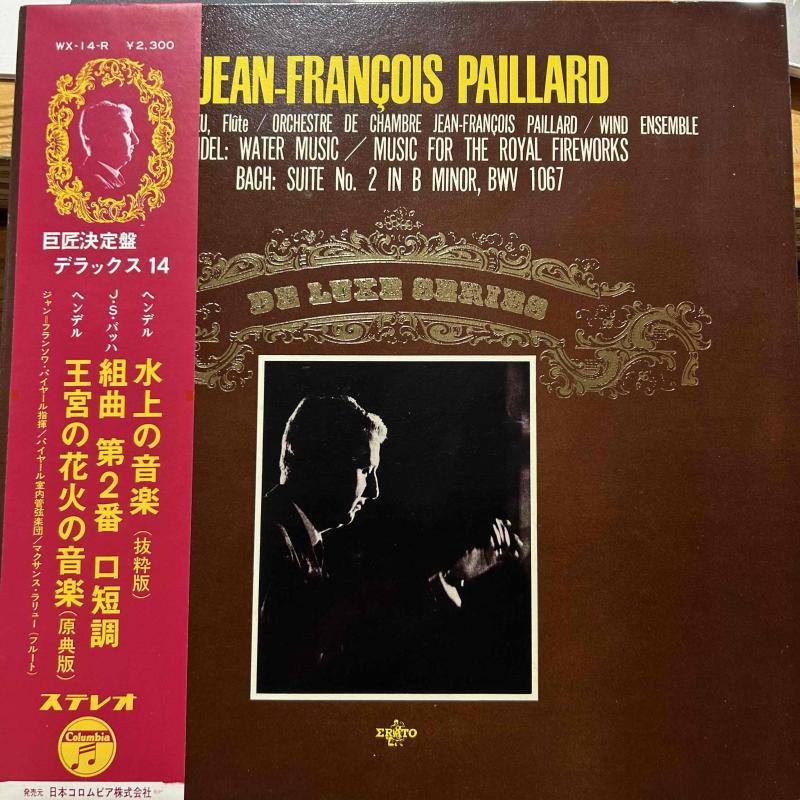 WX-14-R ￥2,300
巨匠決定盤
デラックス 14
ヘンデル 水上の音楽(抜粋版)
J・S・バッハ 組曲 第2番 ロ短調
ヘンデル 王宮の花火の音楽(原典版)
ジャン=フランソワ・パイヤール指揮/パイヤール室内管弦楽団/マクサンス・ラリュー(フルート)
ステレオ
Columbia
発売元 日本コロムビア株式会社
JEAN-FRANÇOIS PAILLARD
EU, Flûte / ORCHESTRE DE CHAMBRE JEAN-FRANÇOIS PAILLARD / WIND ENSEMBLE
NDEL: WATER MUSIC / MUSIC FOR THE ROYAL FIREWORKS
BACH: SUITE No. 2 IN B MINOR, BWV 1067
DE LUXE SERIES
ERATO